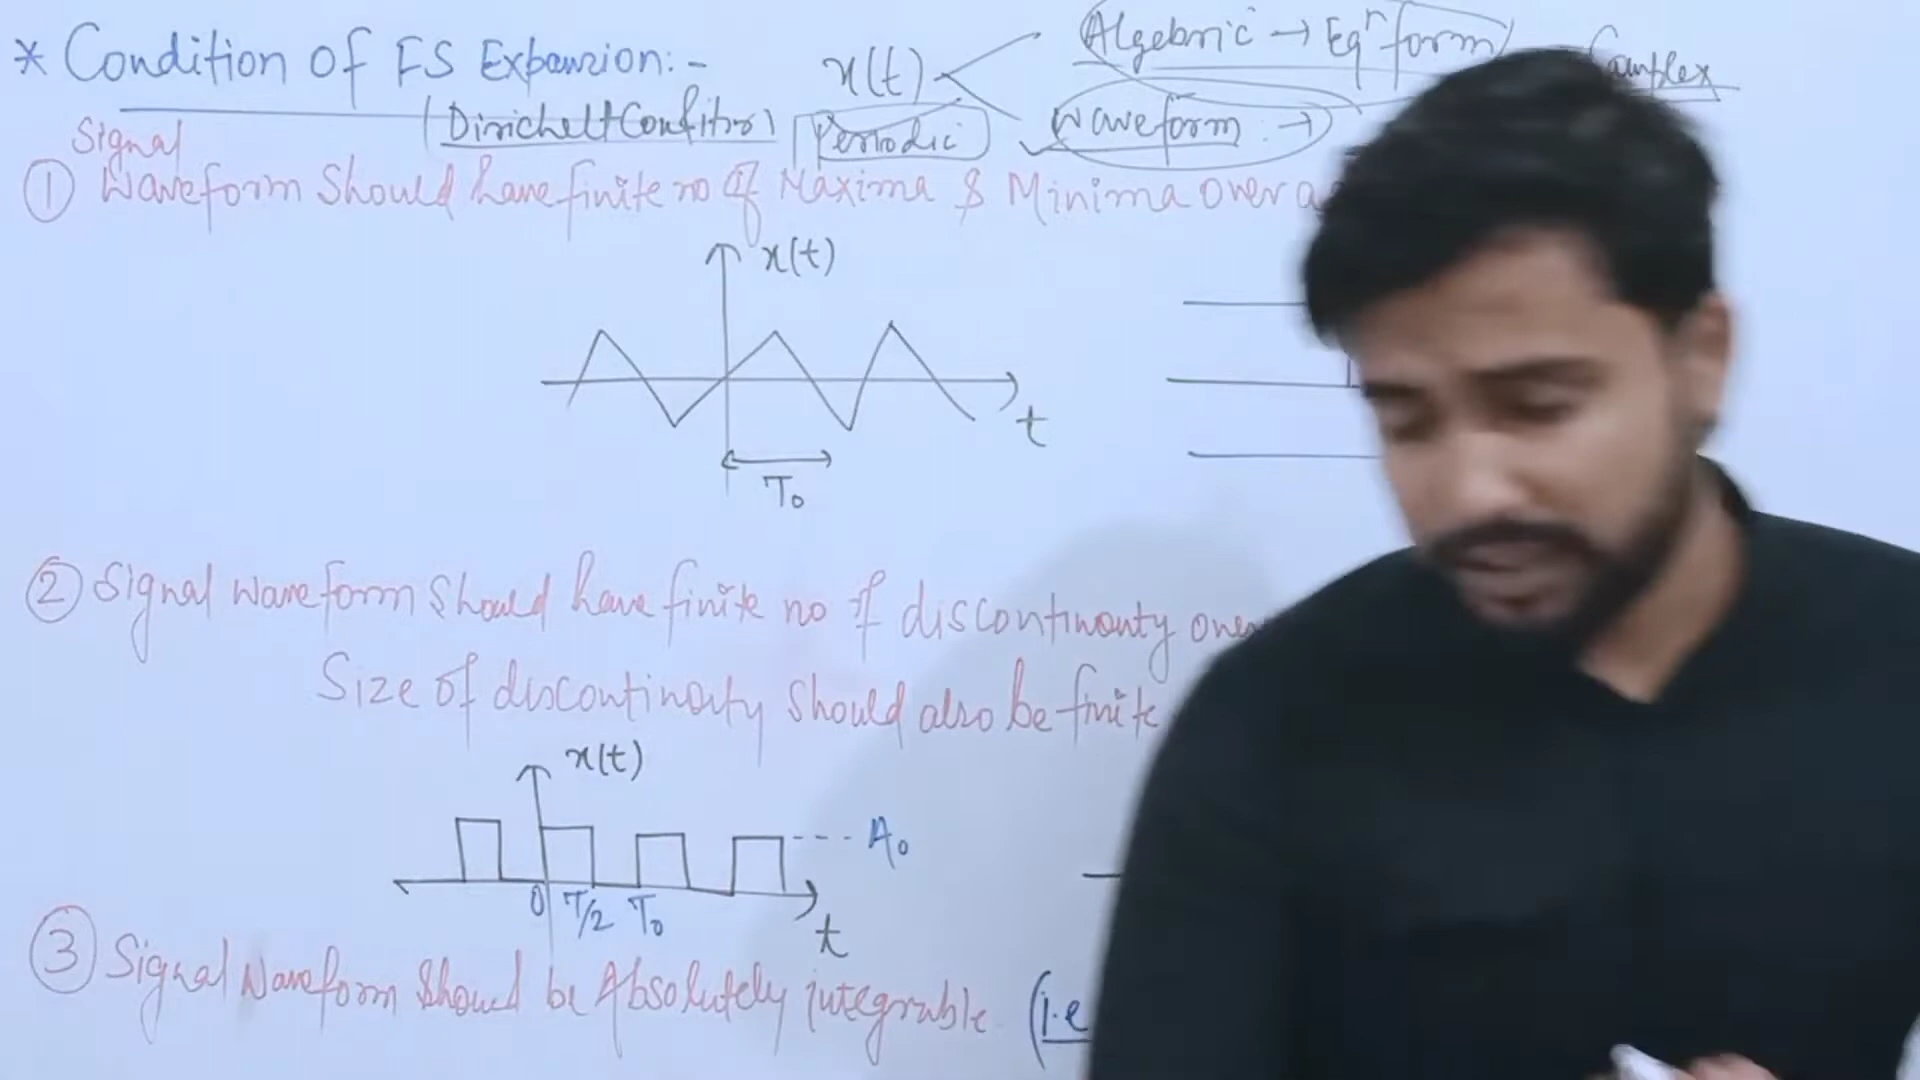 * Condition of FS Expansion:-
x(t)
Algebric → Eqn form
Complex
(Dirichelt Condition)
Periodic
Waveform :→
Signal
① Waveform Should have finite no of Maxima & Minima over a
x(t)
t
T₀
② Signal waveform Should have finite no of discontinuty over
Size of discontinuity Should also be finite
x(t)
A₀
0 T/2 T₀
t
③ Signal Waveform Should be Absolutely integrable (i.e